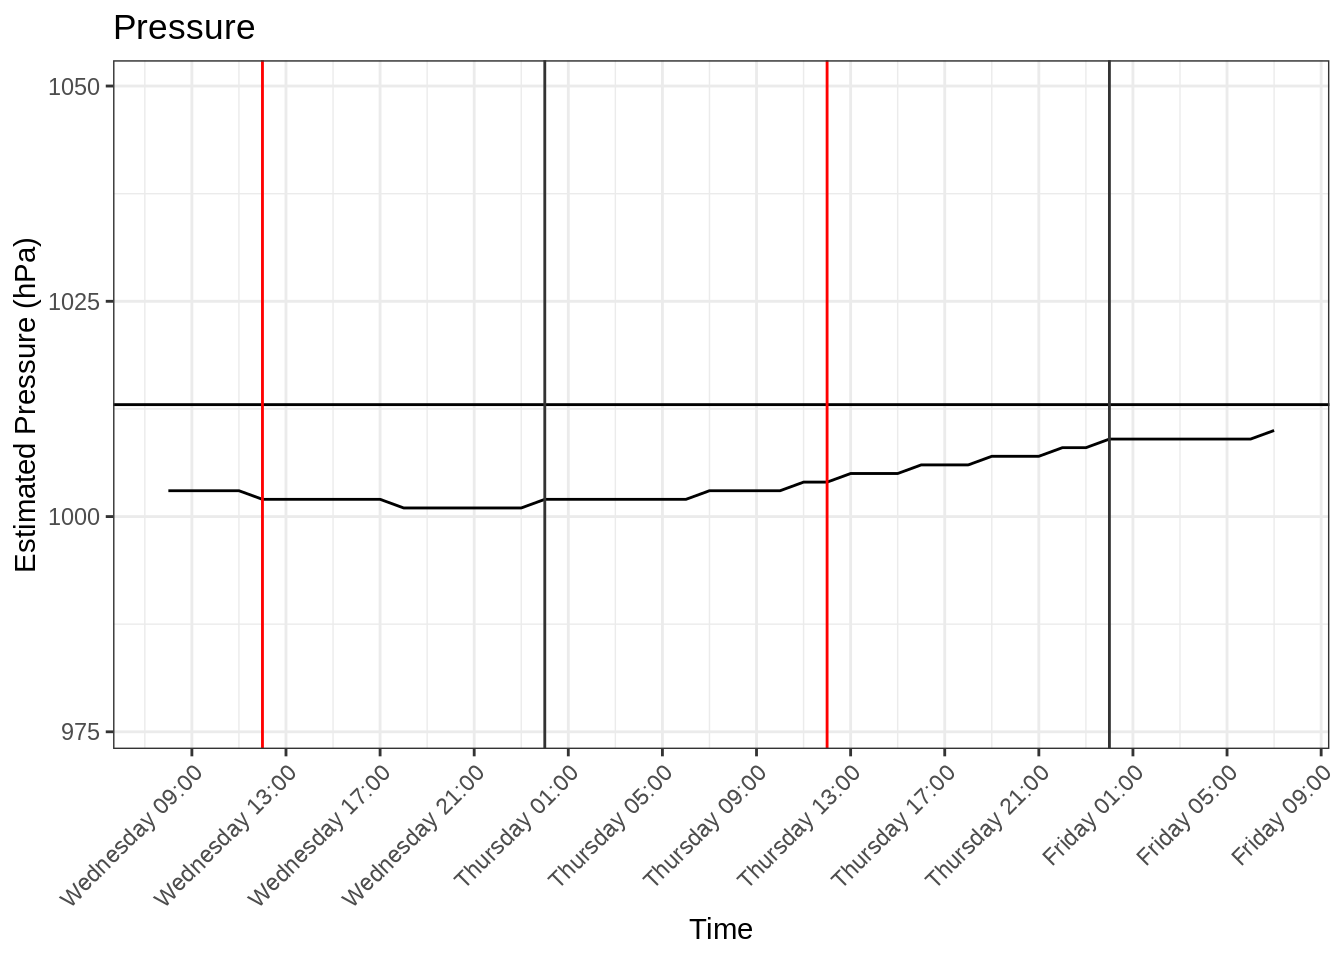 Pressure
Estimated Pressure (hPa)
1050
1025
1000
975
Wednesday 09:00
Wednesday 13:00
Wednesday 17:00
Wednesday 21:00
Thursday 01:00
Thursday 05:00
Thursday 09:00
Thursday 13:00
Thursday 17:00
Thursday 21:00
Friday 01:00
Friday 05:00
Friday 09:00
Time